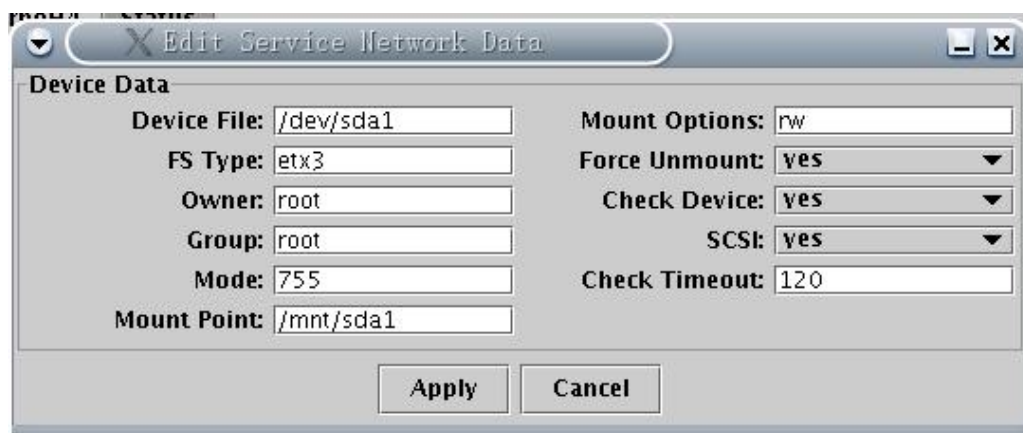 Status
Edit Service Network Data
Device Data
Device File: /dev/sda1
FS Type: etx3
Owner: root
Group: root
Mode: 755
Mount Point: /mnt/sda1
Mount Options: rw
Force Unmount: yes
Check Device: yes
SCSI: yes
Check Timeout: 120
Apply
Cancel